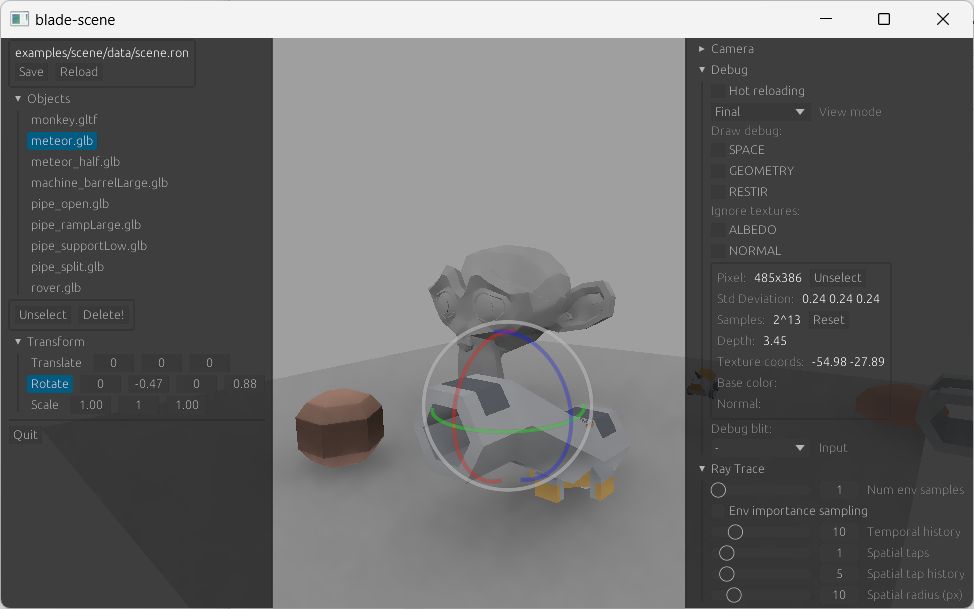 blade-scene
examples/scene/data/scene.ron
Save Reload
Objects
monkey.gltf
meteor.glb
meteor_half.glb
machine_barrelLarge.glb
pipe_open.glb
pipe_rampLarge.glb
pipe_supportLow.glb
pipe_split.glb
rover.glb
Unselect Delete!
Transform
Translate 0 0 0
Rotate 0 -0.47 0 0.88
Scale 1.00 1 1.00
Quit
Camera
Debug
Hot reloading
Final View mode
Draw debug:
SPACE
GEOMETRY
RESTIR
Ignore textures:
ALBEDO
NORMAL
Pixel: 485x386 Unselect
Std Deviation: 0.24 0.24 0.24
Samples: 2^13 Reset
Depth: 3.45
Texture coords: -54.98 -27.89
Base color:
Normal:
Debug blit:
- Input
Ray Trace
1 Num env samples
Env importance sampling
10 Temporal history
1 Spatial taps
5 Spatial tap history
10 Spatial radius (px)